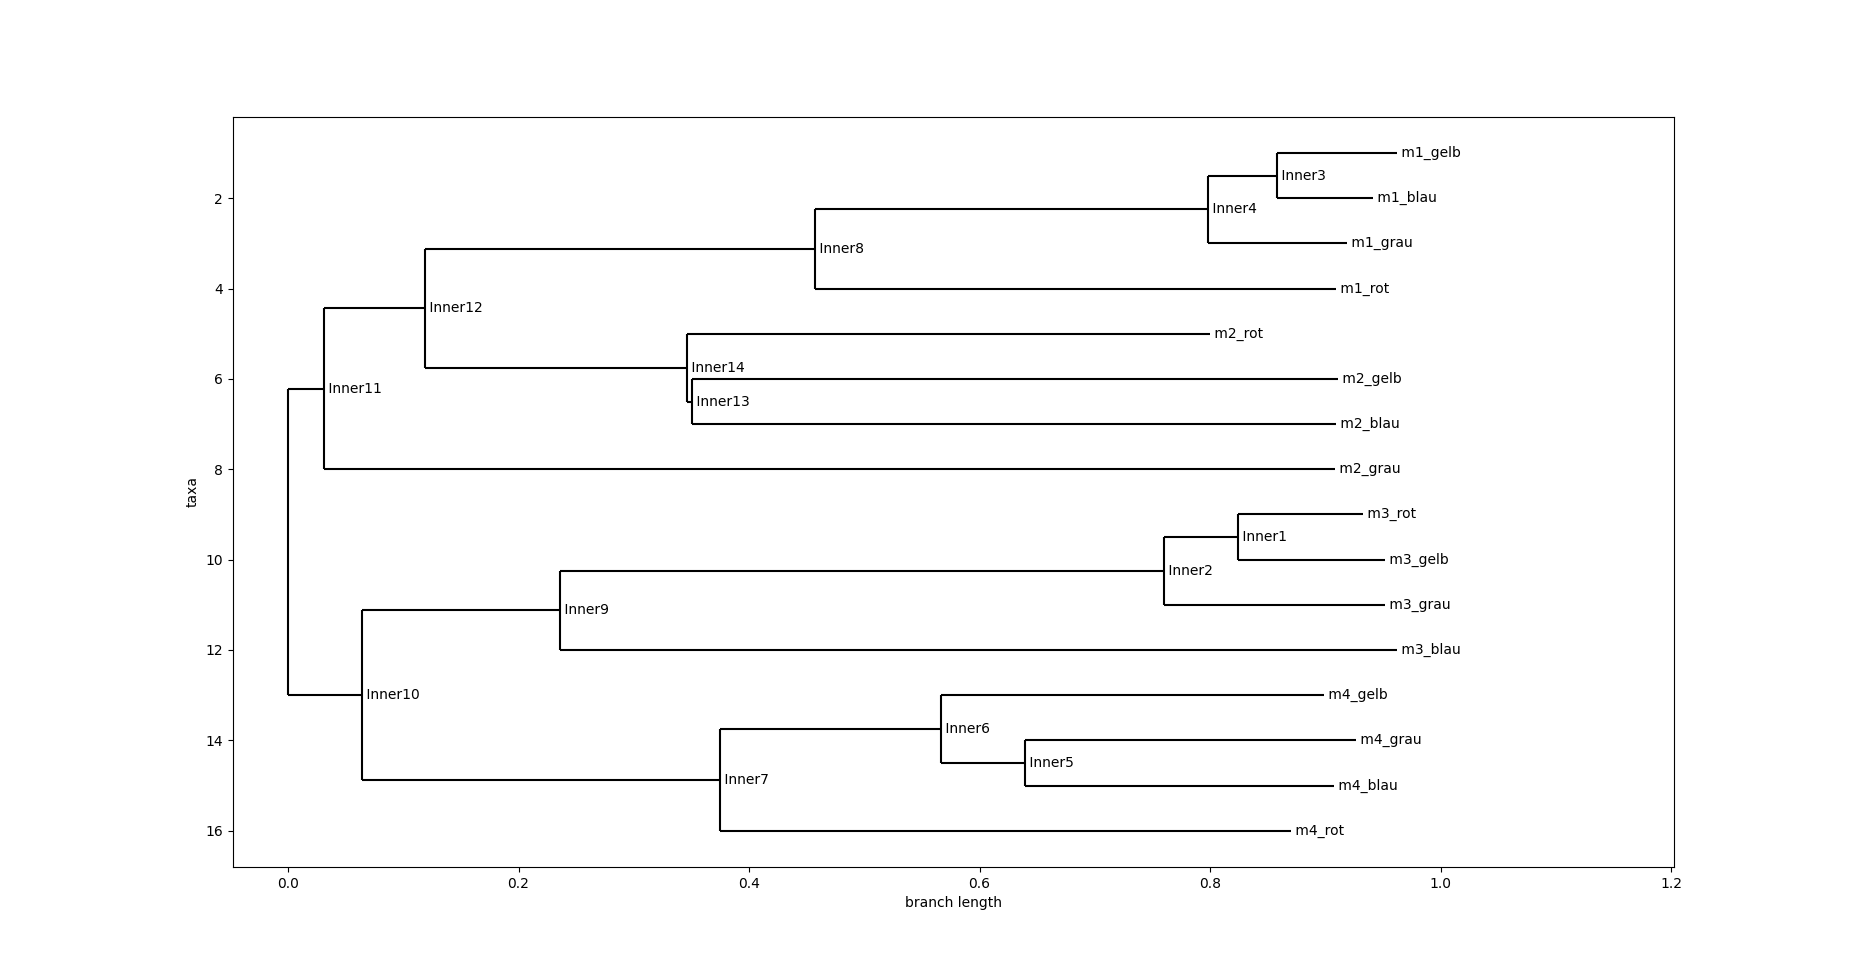 m1_gelb
Inner3
2
m1_blau
Inner4
m1_grau
Inner8
4
m1_rot
Inner12
m2_rot
Inner14
6
m2_gelb
Inner11
Inner13
m2_blau
8
m2_grau
taxa
m3_rot
Inner1
10
m3_gelb
Inner2
m3_grau
Inner9
12
m3_blau
Inner10
m4_gelb
Inner6
14
m4_grau
Inner5
Inner7
m4_blau
16
m4_rot
0.0 0.2 0.4 0.6 0.8 1.0 1.2
branch length